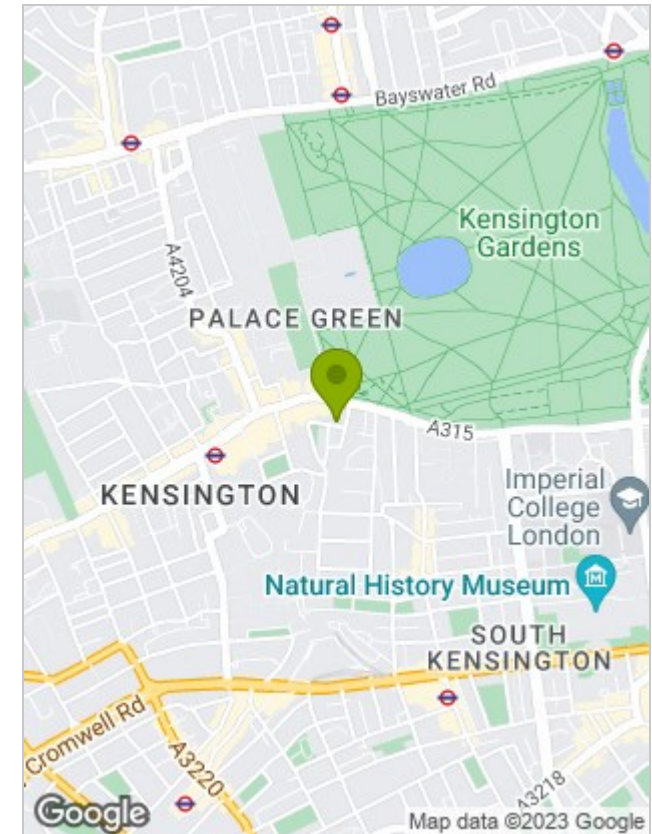 Bayswater Rd
Kensington
Gardens
A4204
PALACE GREEN
A315
KENSINGTON
Imperial
College
London
Natural History Museum
SOUTH
KENSINGTON
Cromwell Rd
A3220
A3218
Google
Map data ©2023 Google